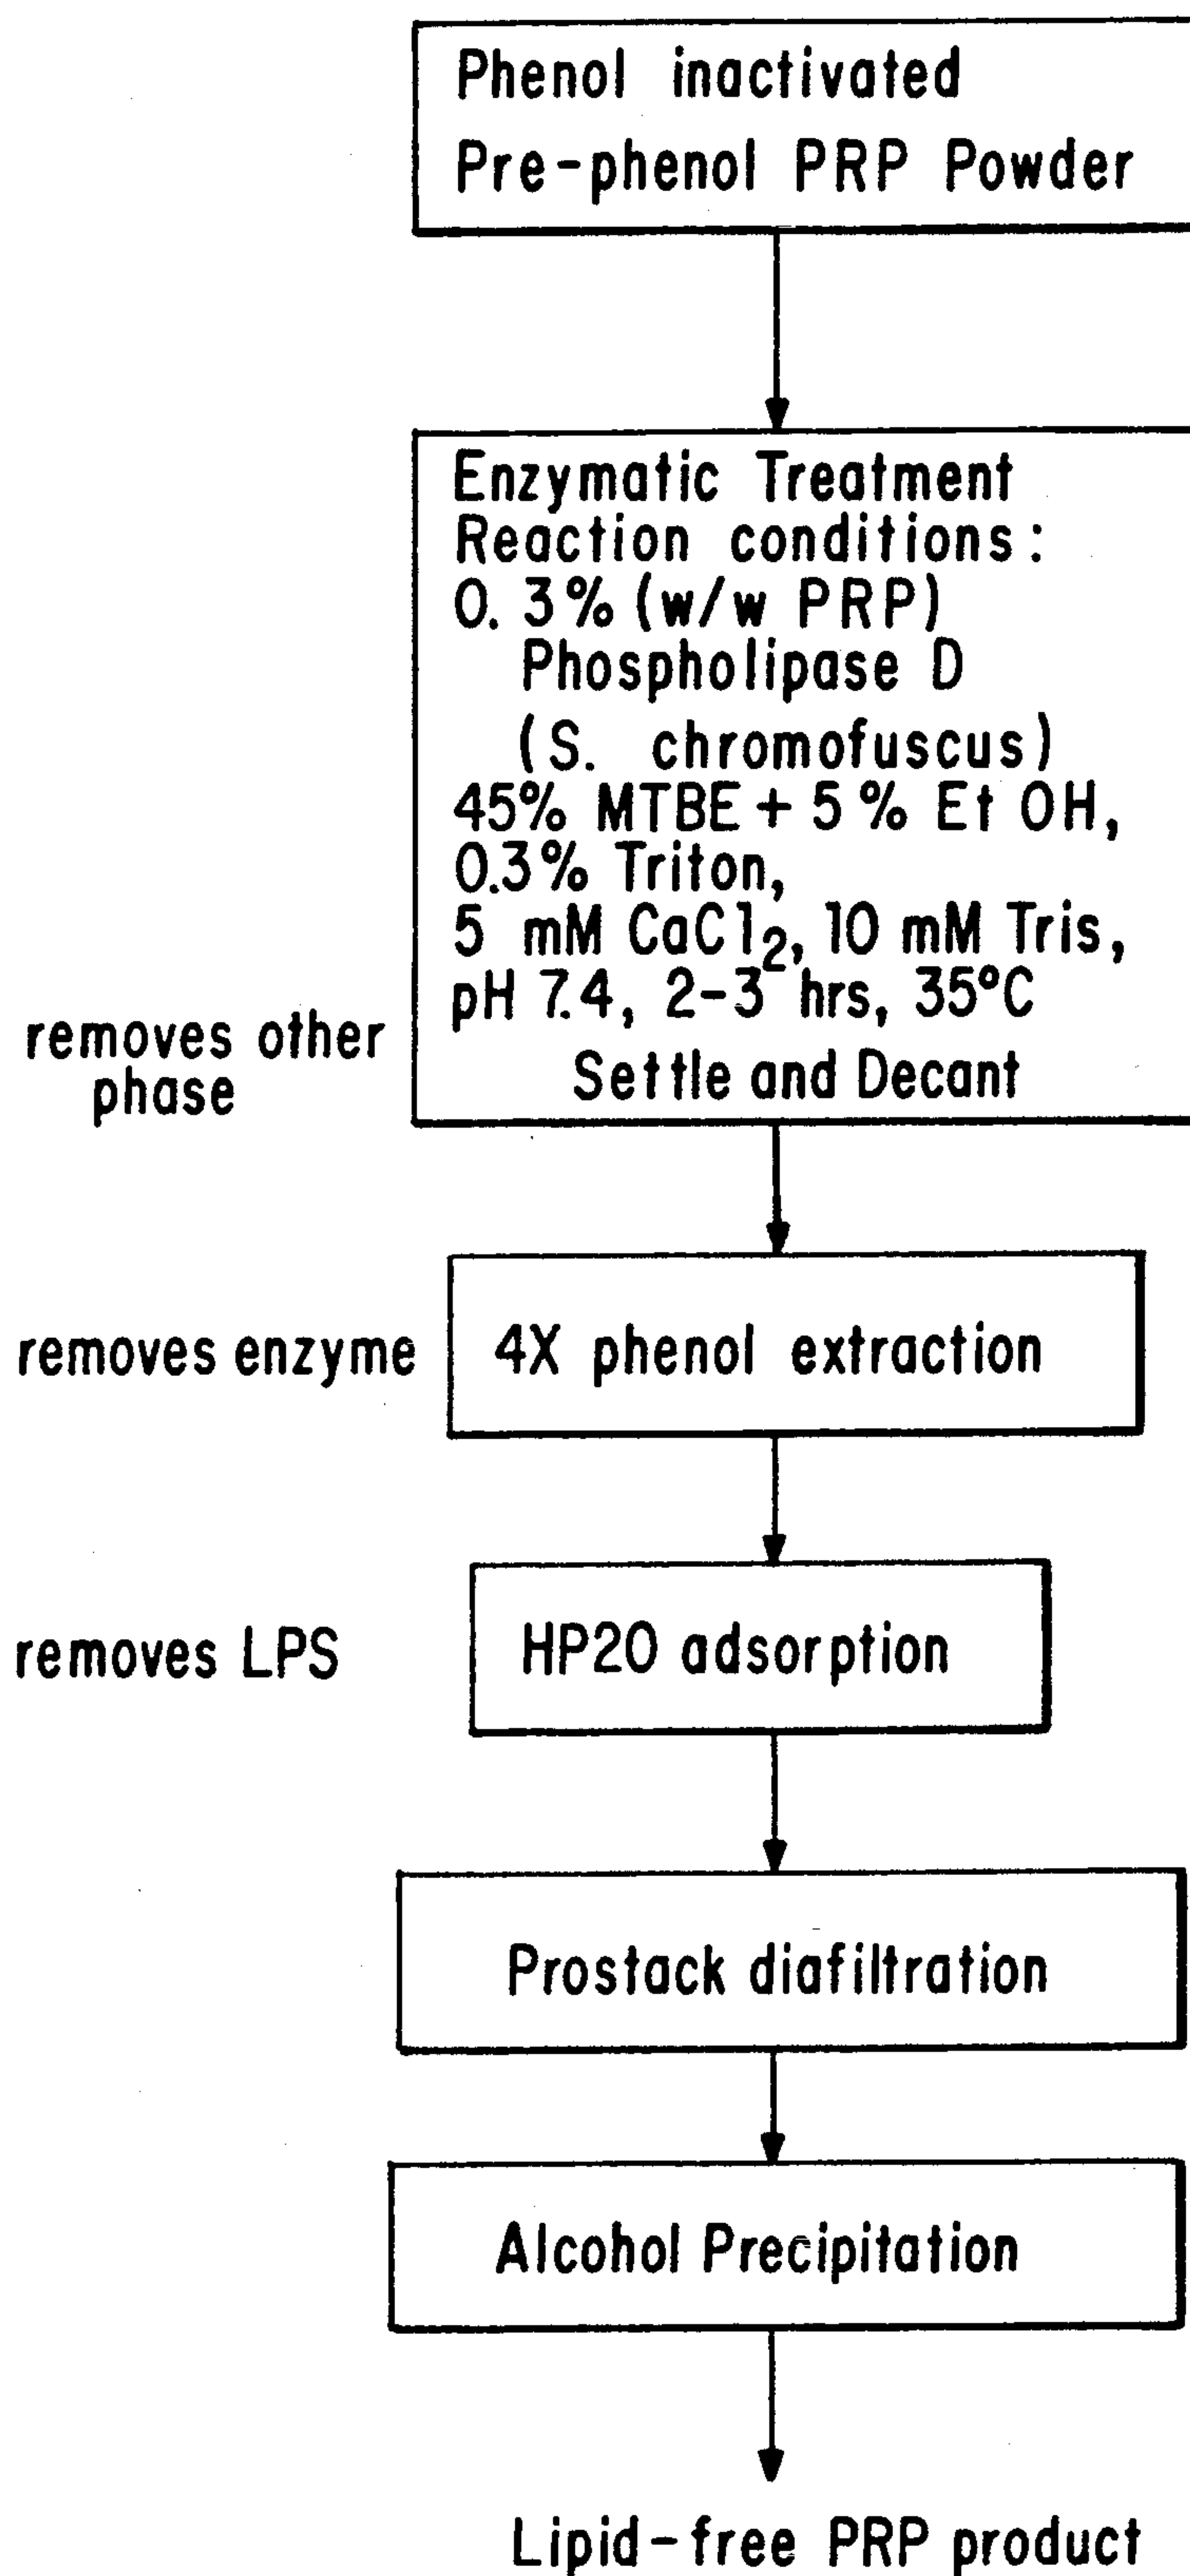 Phenol inactivated
Pre-phenol PRP Powder
Enzymatic Treatment
Reaction conditions:
0.3% (w/w PRP)
Phospholipase D
(S. chromofuscus)
45% MTBE + 5% Et OH,
0.3% Triton,
5 mM CaCl2, 10 mM Tris,
pH 7.4, 2-3 hrs, 35°C
Settle and Decant
removes other
phase
removes enzyme
4X phenol extraction
removes LPS
HP20 adsorption
Prostack diafiltration
Alcohol Precipitation
Lipid-free PRP product